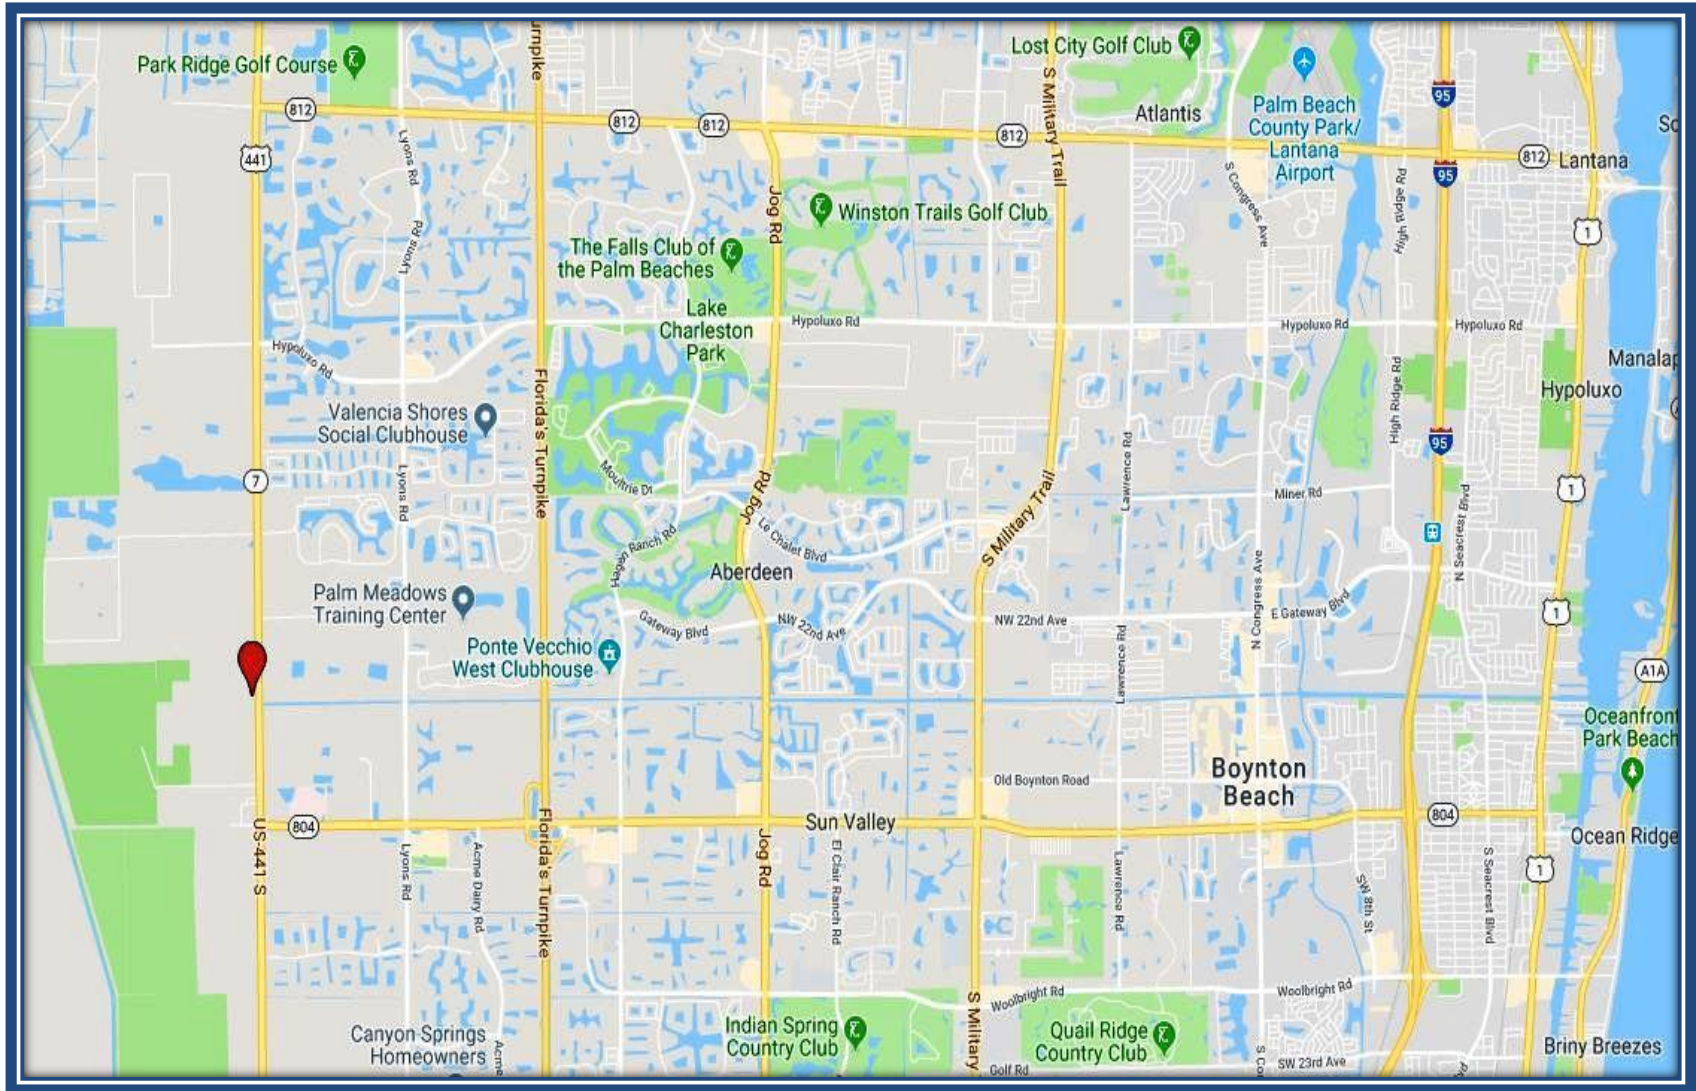 urnpike
Lost City Golf Club
Park Ridge Golf Course
S Military Trail
95
Palm Beach
County Park/
Lantana
Airport
812
Atlantis
So
812
812
812
812
Lantana
441
Lyons Rd
95
S Congress Ave
High Ridge Rd
Jog Rd
Winston Trails Golf Club
Lyons Rd
1
The Falls Club of
the Palm Beaches
Lake
Charleston
Park
Hypoluxo Rd
Hypoluxo Rd
Hypoluxo Rd
Hypoluxo Rd
Manalap
A
Hypoluxo
Florida's Turnpike
High Ridge Rd
Valencia Shores
Social Clubhouse
95
Lawrence Rd
7
Lyons Rd
Moultrie Dr
Jog Rd
S Military Trail
Miner Rd
1
N Seacrest Blvd
Hagen Ranch Rd
Le Chalet Blvd
Aberdeen
N Congress Ave
Palm Meadows
Training Center
Gateway Blvd
NW 22nd Ave
NW 22nd Ave
E Gateway Blvd
1
Ponte Vecchio
West Clubhouse
Lawrence Rd
A1A
Oceanfront
Park Beach
Old Boynton Road
Boynton
Beach
US-441 S
804
Florida's Turnpike
Sun Valley
804
Ocean Ridge
Lyons Rd
Acme Dairy Rd
Jog Rd
El Clair Ranch Rd
Lawrence Rd
SW 8th St
S Seacrest Blvd
1
Woolbright Rd
Woolbright Rd
Canyon Springs
Homeowners
Acme
Indian Spring
Country Club
S Military
Quail Ridge
Country Club
S Co
Golf Rd
SW 23rd Ave
vd
Briny Breezes